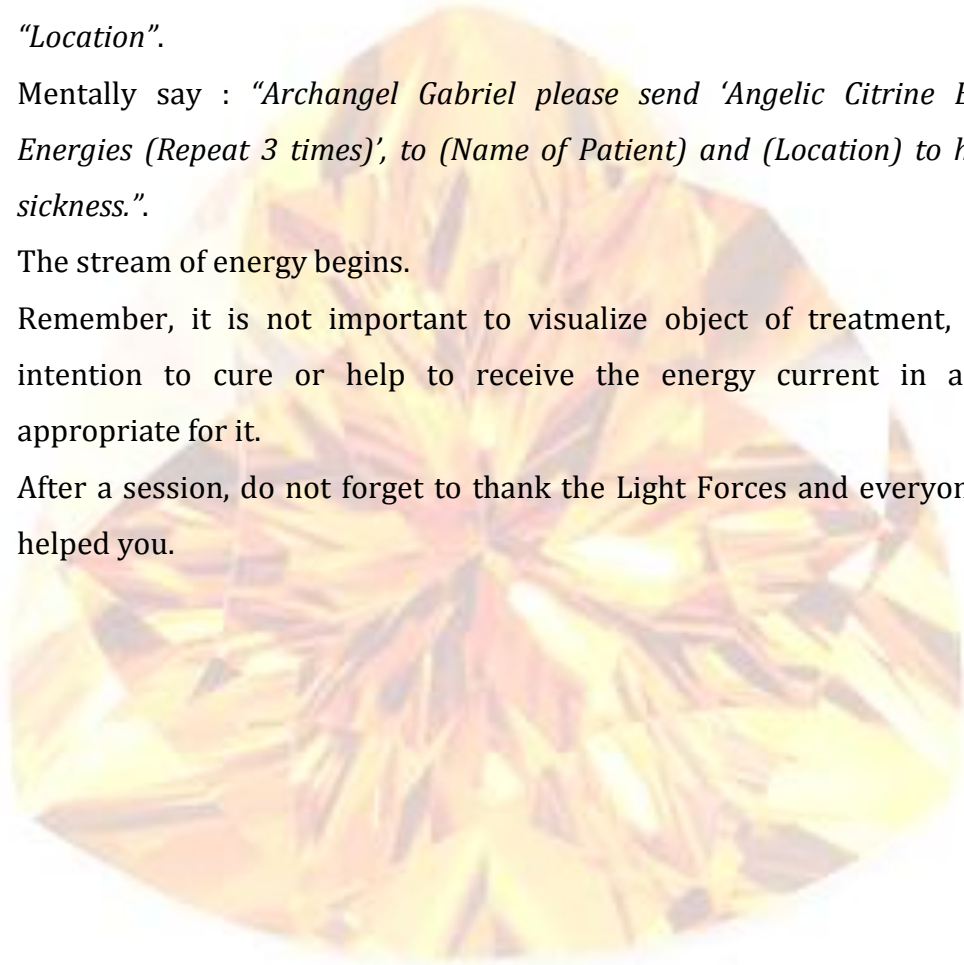 “Location”.
Mentally say : “Archangel Gabriel please send ‘Angelic Citrine
Energies (Repeat 3 times)’, to (Name of Patient) and (Location) to
sickness.”.
The stream of energy begins.
Remember, it is not important to visualize object of treatment,
intention to cure or help to receive the energy current in
appropriate for it.
After a session, do not forget to thank the Light Forces and
helped you.